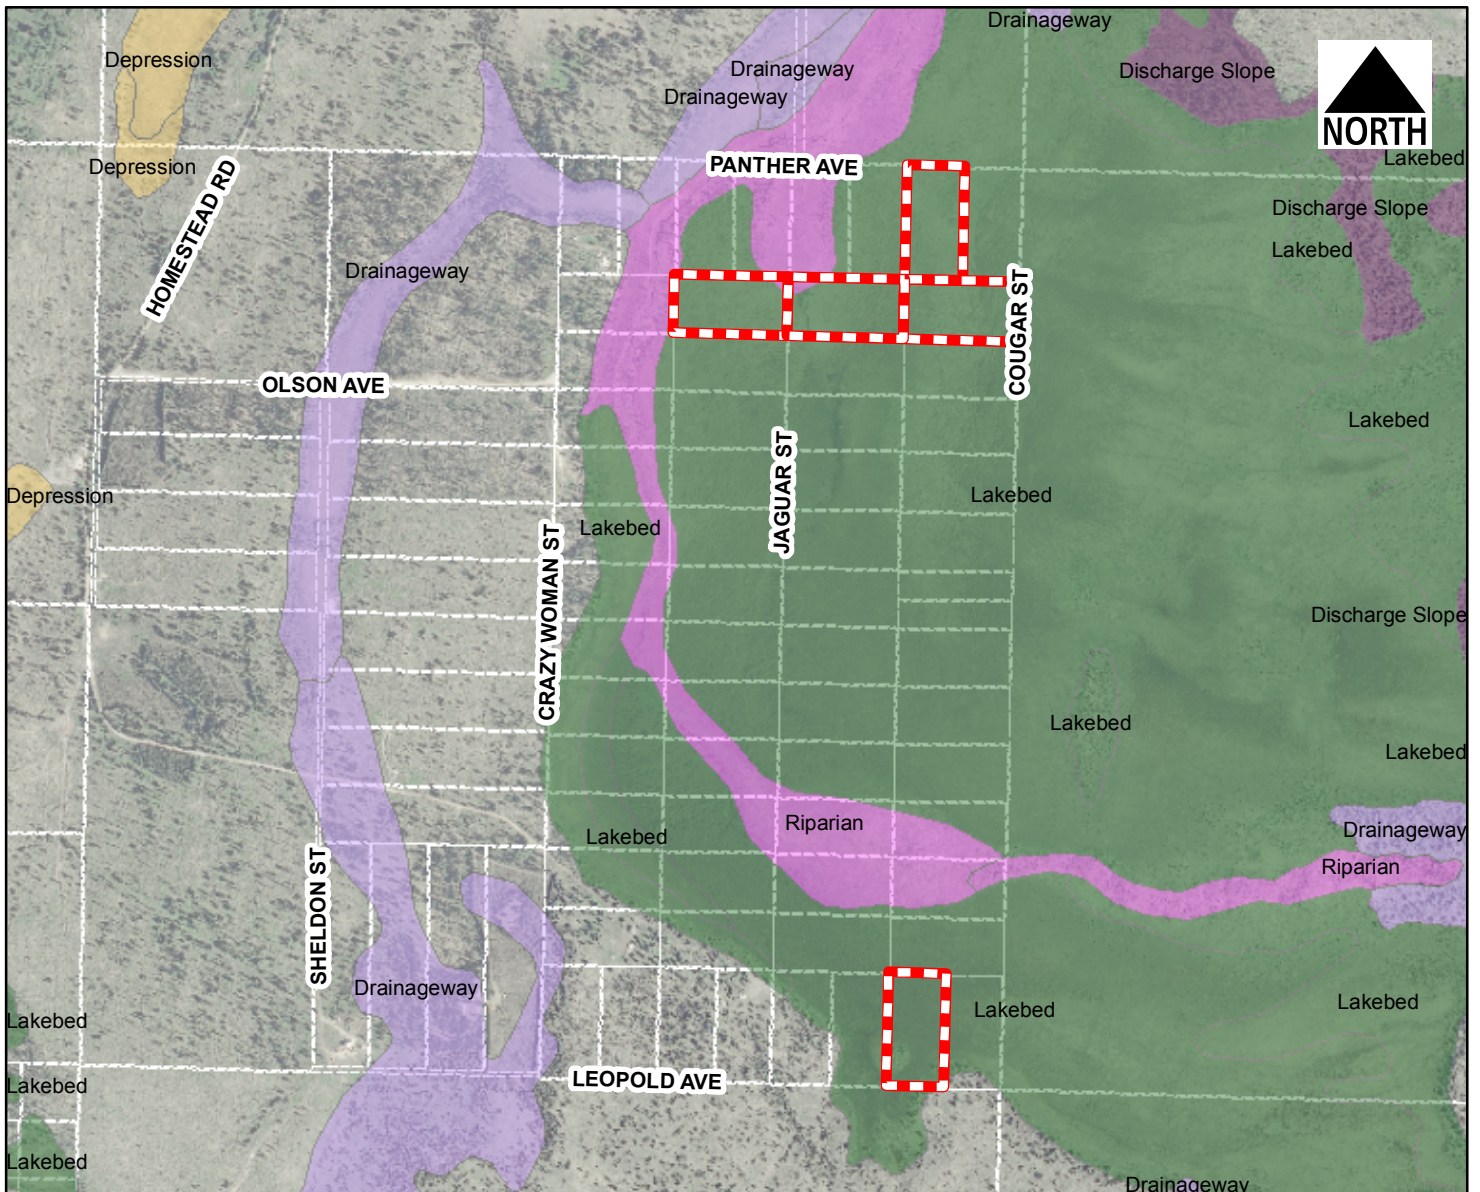 Drainageway
Depression
Drainageway
Discharge Slope
Drainageway
NORTH
Depression
PANTHER AVE
Lakebed
HOMESTEAD RD
Discharge Slope
Lakebed
Drainageway
COUGAR ST
OLSON AVE
Lakebed
JAGUAR ST
Depression
Lakebed
Lakebed
CRAZY WOMAN ST
Discharge Slope
Lakebed
Lakebed
Riparian
Drainageway
Lakebed
Riparian
SHELDON ST
Drainageway
Lakebed
Lakebed
Lakebed
LEOPOLD AVE
Lakebed
Lakebed
Drainageway